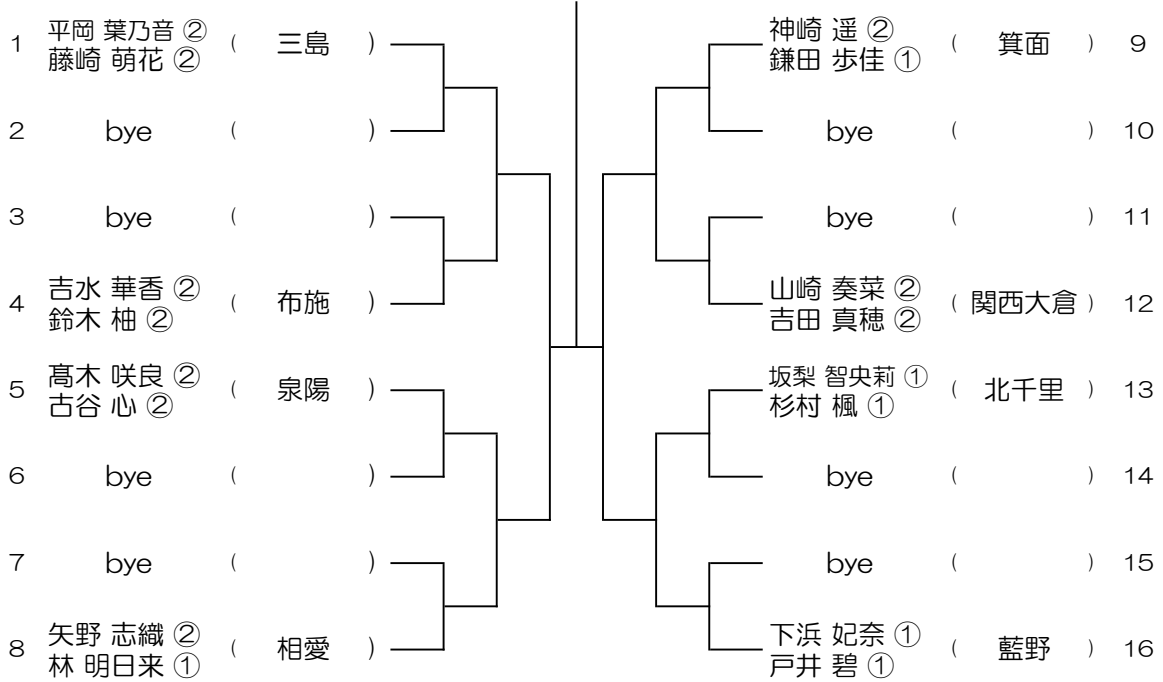 1 平岡 葉乃音 ② ( 三島 )
藤崎 萌花 ②
2 bye ( )
3 bye ( )
4 吉水 華香 ② ( 布施 )
鈴木 柚 ②
5 髙木 咲良 ② ( 泉陽 )
古谷 心 ②
6 bye ( )
7 bye ( )
8 矢野 志織 ② ( 相愛 )
林 明日来 ①
神崎 遥 ② ( 箕面 ) 9
鎌田 歩佳 ①
bye ( ) 10
bye ( ) 11
山崎 奏菜 ② ( 関西大倉 ) 12
吉田 真穂 ②
坂梨 智央莉 ① ( 北千里 ) 13
杉村 楓 ①
bye ( ) 14
bye ( ) 15
下浜 妃奈 ① ( 藍野 ) 16
戸井 碧 ①